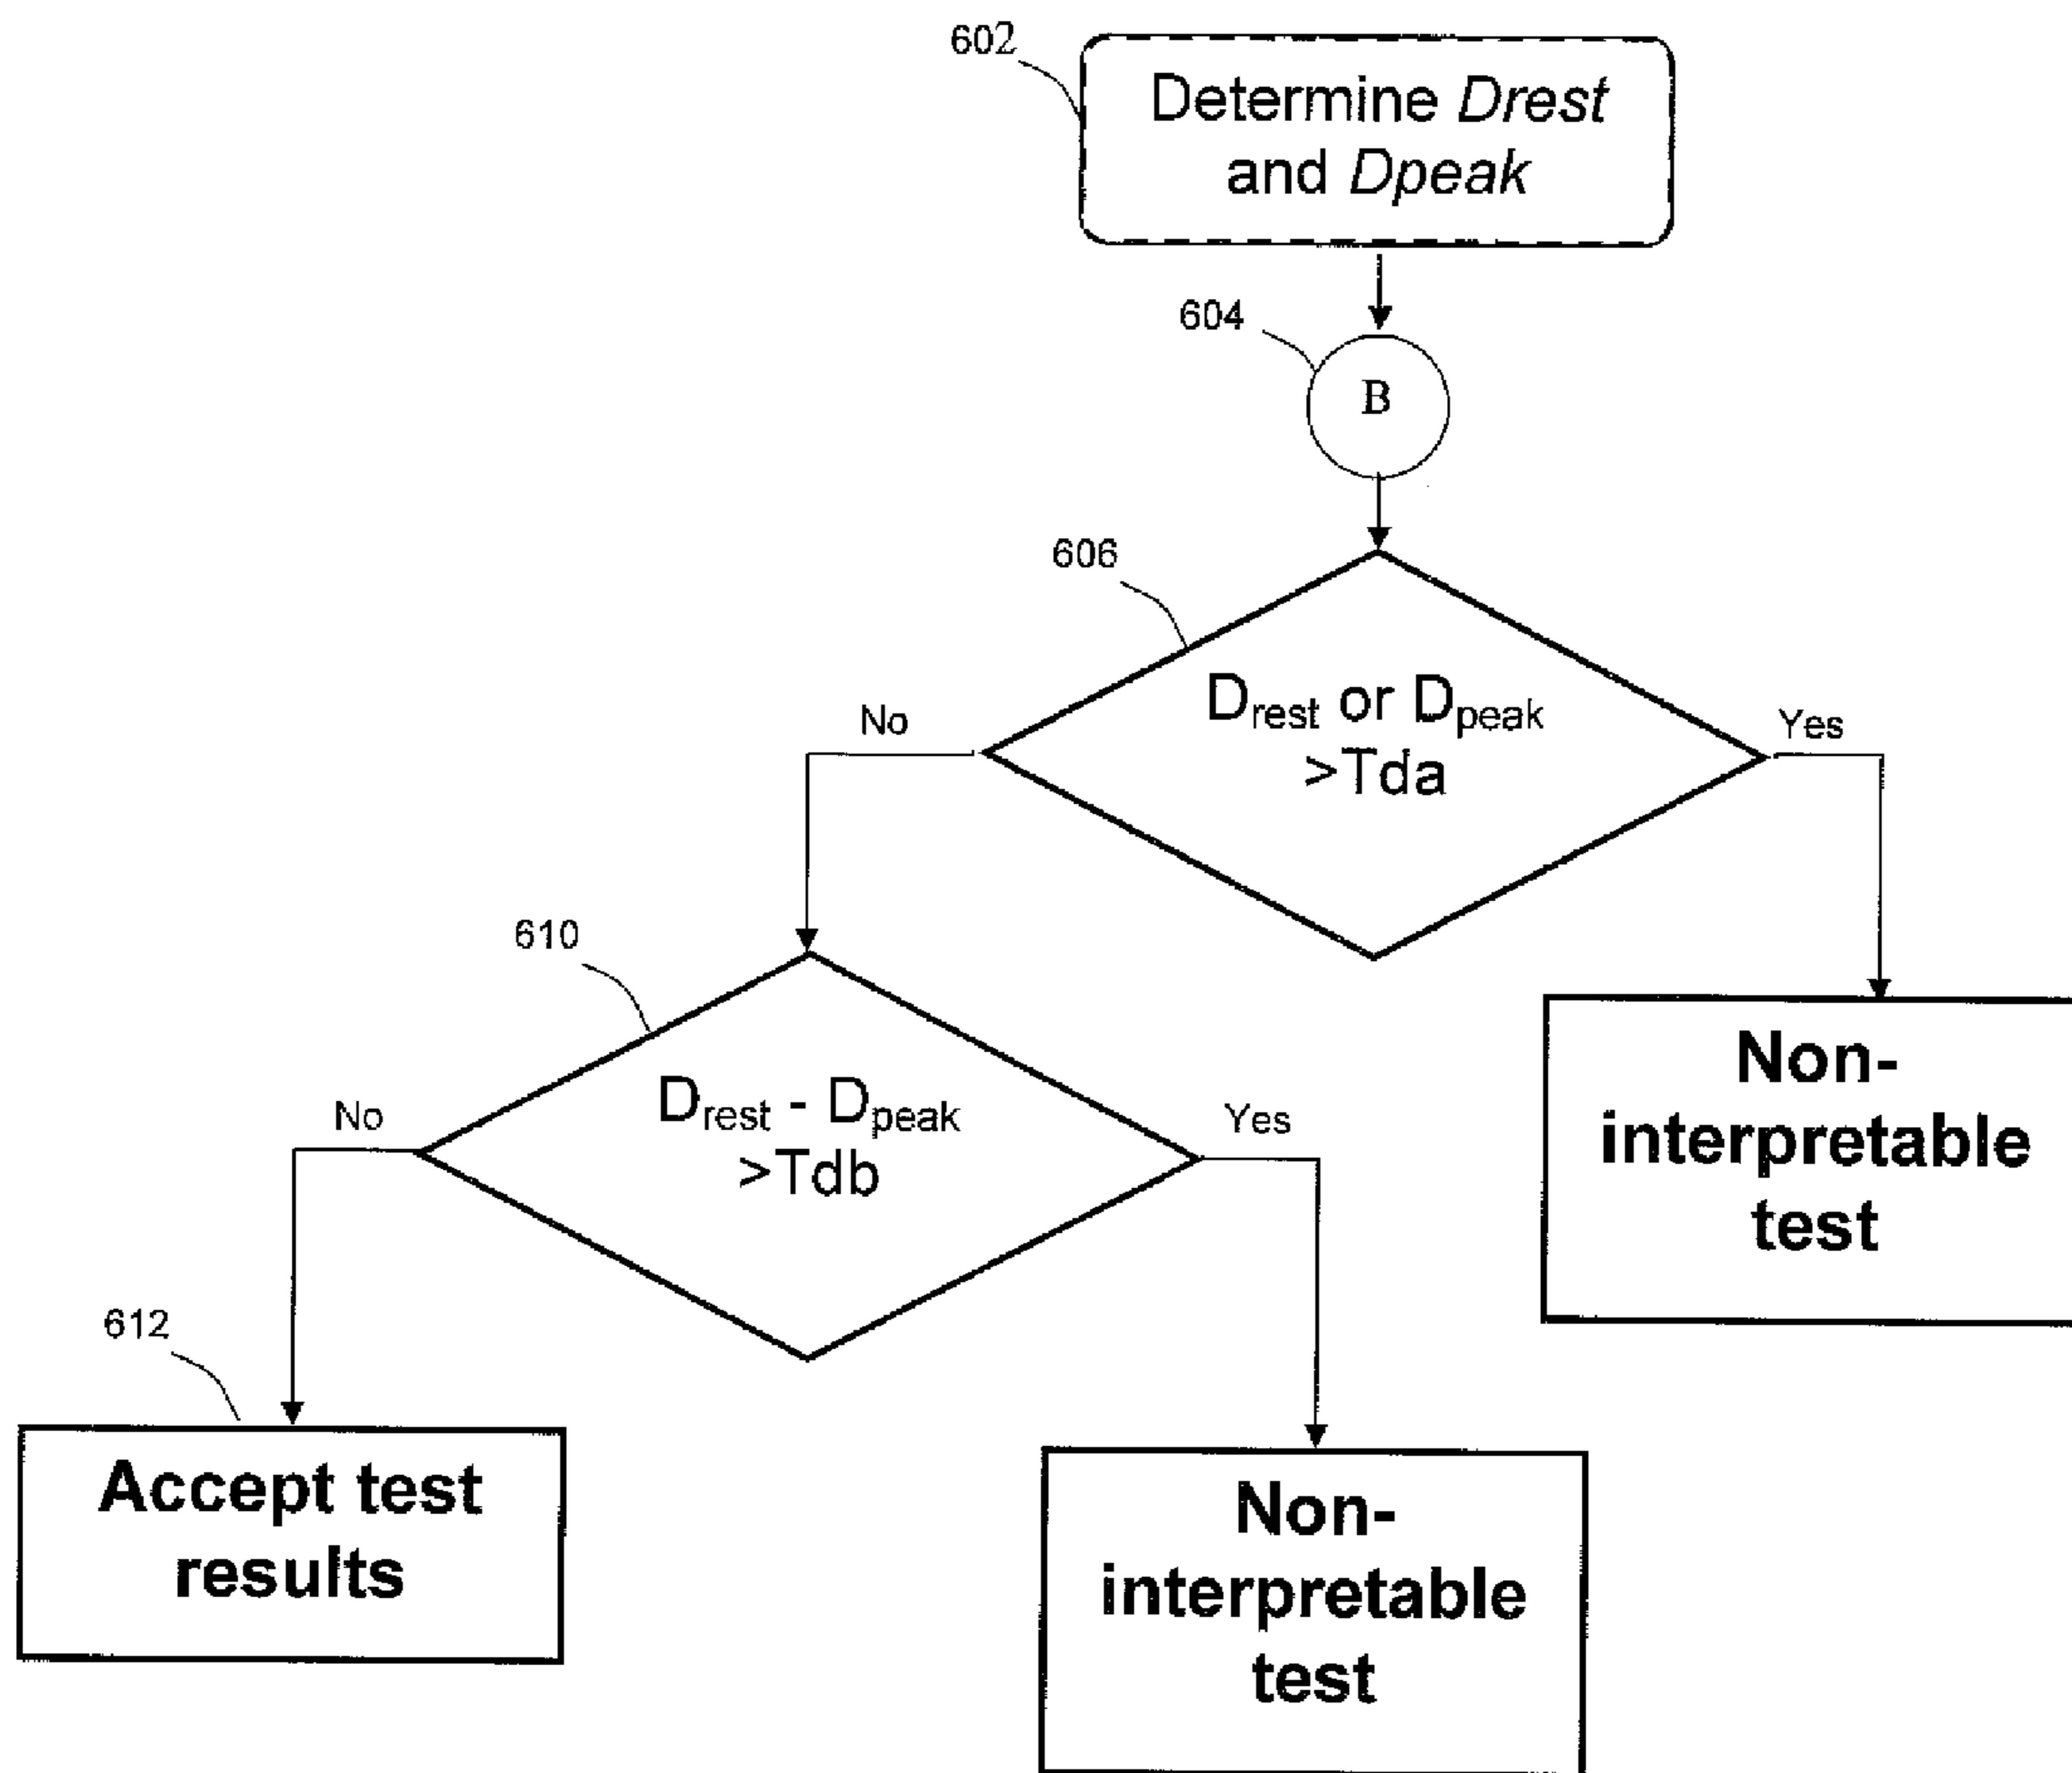 602
Determine Drest
and Dpeak
604
B
606
Drest or Dpeak
>Tda
No
Yes
610
Drest - Dpeak
>Tdb
No
Yes
Non-
interpretable
test
612
Accept test
results
Non-
interpretable
test